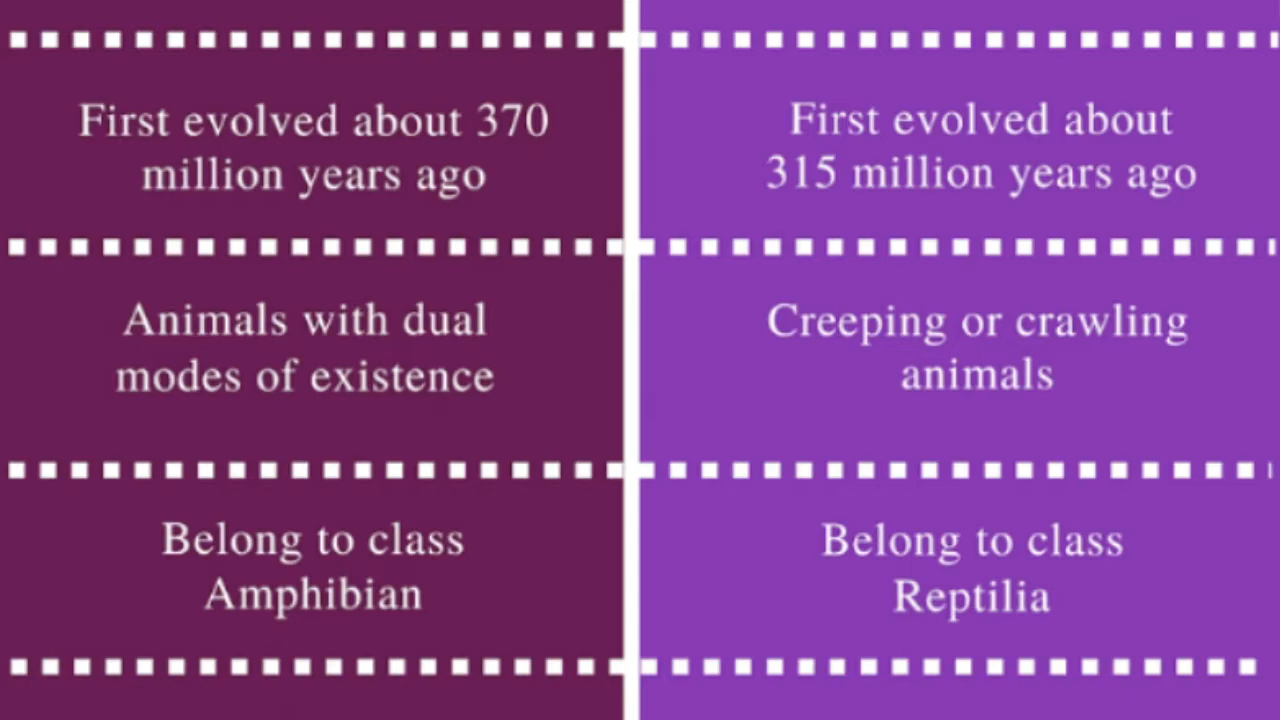 First evolved about 370
million years ago
First evolved about
315 million years ago
Animals with dual
modes of existence
Creeping or crawling
animals
Belong to class
Amphibian
Belong to class
Reptilia